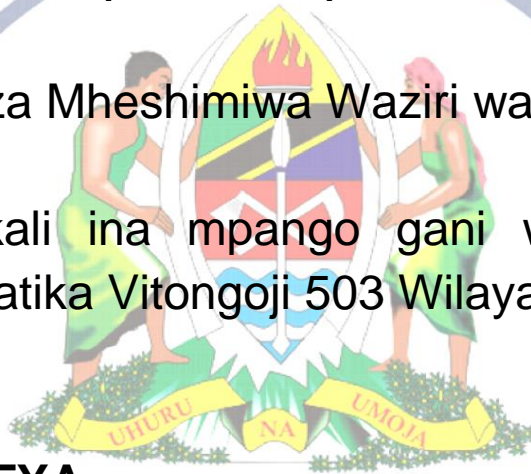 za Mheshimiwa Waziri wa
kali ina mpango gani w
atika Vitongoji 503 Wilaya
UHURU NA UMOJA